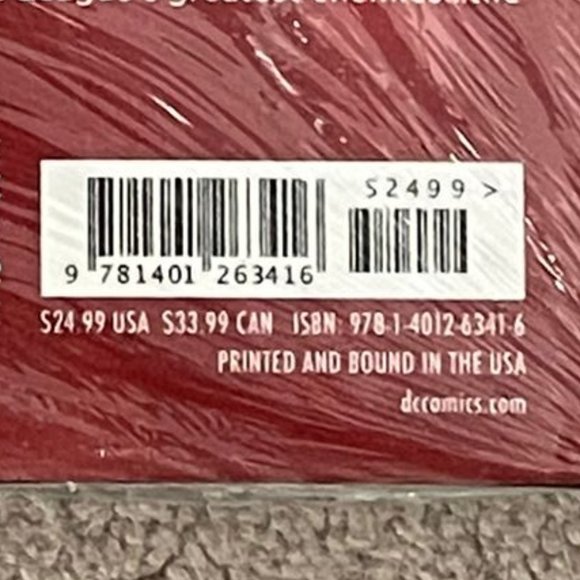 greatest
52499 >
9 781401 263416
$24.99 USA $33.99 CAN ISBN: 978-1-4012-6341-6
PRINTED AND BOUND IN THE USA
dccomics.com